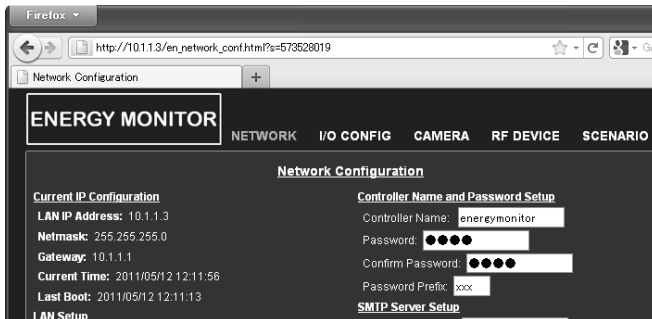 Firefox
http://10.1.1.3/en_network_conf.html?s=573528019
Network Configuration
ENERGY MONITOR
NETWORK I/O CONFIG CAMERA RF DEVICE SCENARIO
Network Configuration
Current IP Configuration
LAN IP Address: 10.1.1.3
Netmask: 255.255.255.0
Gateway: 10.1.1.1
Current Time: 2011/05/12 12:11:56
Last Boot: 2011/05/12 12:11:13
LAN Setup
Controller Name and Password Setup
Controller Name: energymonitor
Password: ●●●●
Confirm Password: ●●●●
Password Prefix: xxx
SMTP Server Setup